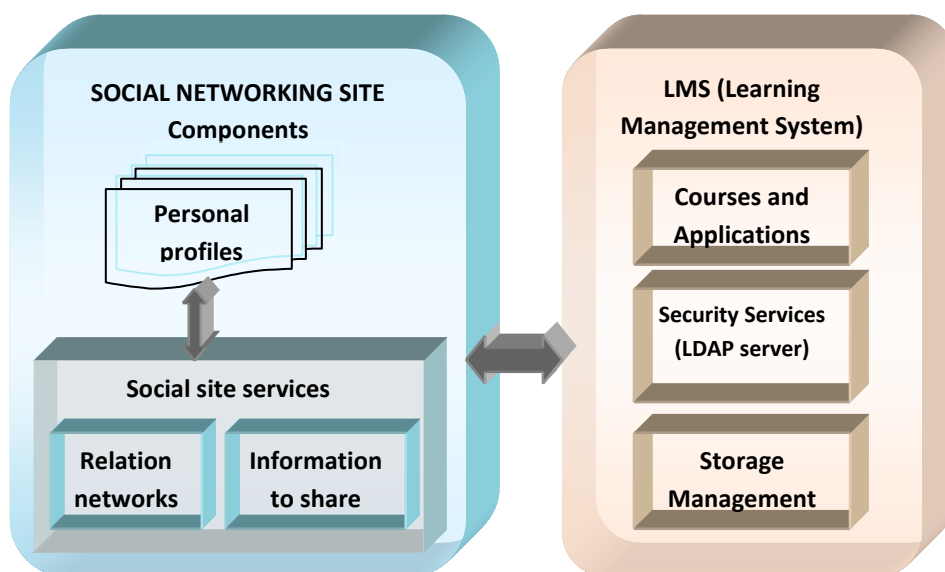 SOCIAL NETWORKING SITE
Components
Personal
profiles
Social site services
Relation
networks
Information
to share
LMS (Learning
Management System)
Courses and
Applications
Security Services
(LDAP server)
Storage
Management